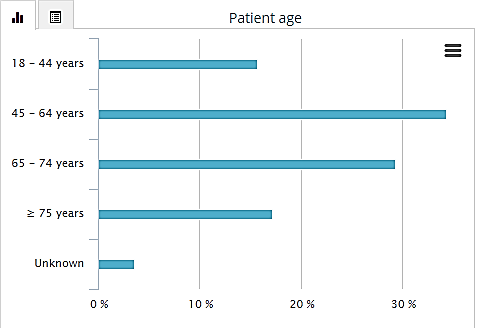 Patient age
18 – 44 years
45 – 64 years
65 – 74 years
≥ 75 years
Unknown
0 %
10 %
20 %
30 %